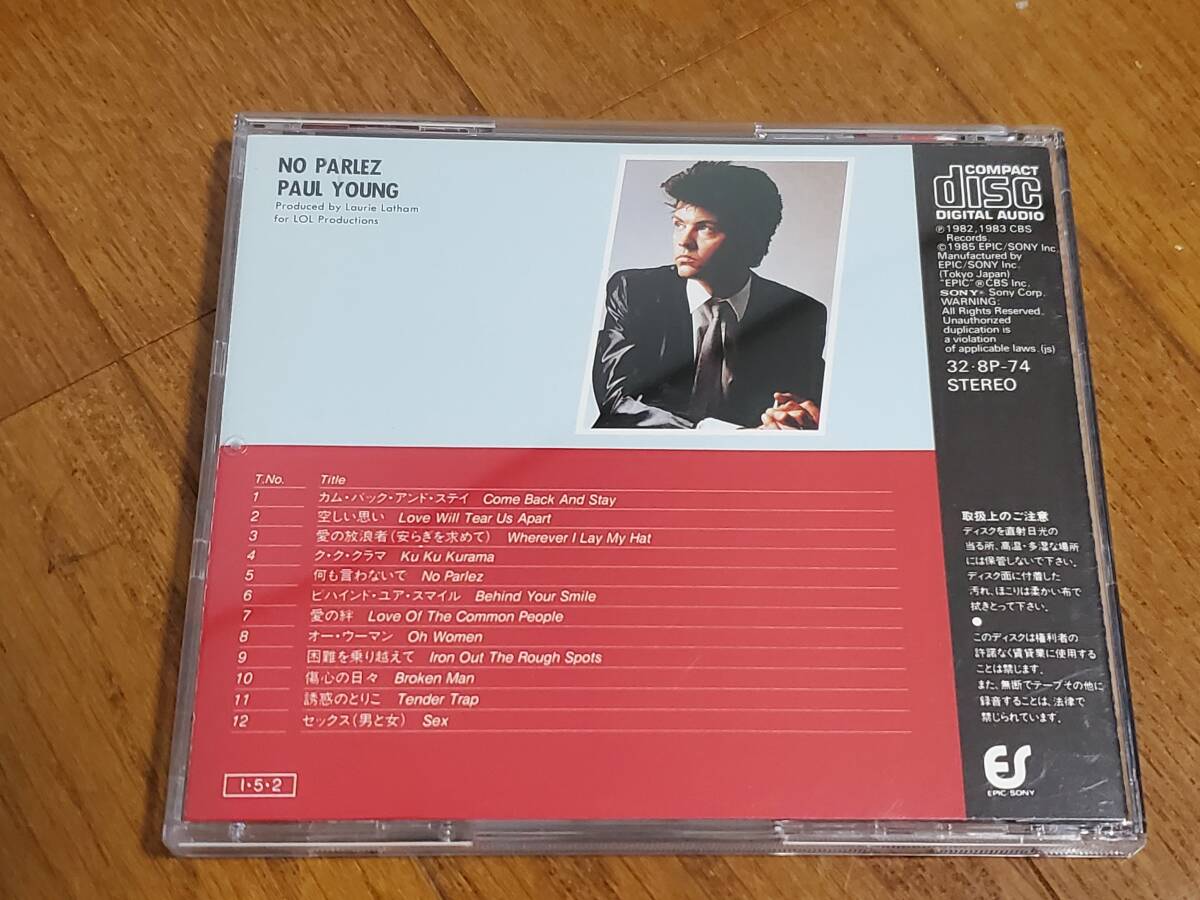 NO PARLEZ
PAUL YOUNG
Produced by Laurie Latham
for LOL Productions
COMPACT
disc
DIGITAL AUDIO
℗1982,1983 CBS
Records.
©1985 EPIC/SONY Inc.
Manufactured by
EPIC/SONY Inc.
(Tokyo Japan)
"EPIC"®CBS Inc.
SONY® Sony Corp.
WARNING:
All Rights Reserved.
Unauthorized
duplication is
a violation
of applicable laws.(js)
32·8P-74
STEREO
T.No. Title
1 カム・バック・アンド・ステイ Come Back And Stay
2 空しい思い Love Will Tear Us Apart
3 愛の放浪者(安らぎを求めて) Wherever I Lay My Hat
4 ク・ク・クラマ Ku Ku Kurama
5 何も言わないで No Parlez
6 ビハインド・ユア・スマイル Behind Your Smile
7 愛の絆 Love Of The Common People
8 オー・ウーマン Oh Women
9 困難を乗り越えて Iron Out The Rough Spots
10 傷心の日々 Broken Man
11 誘惑のとりこ Tender Trap
12 セックス(男と女) Sex
1·5·2
取扱上のご注意
ディスクを直射日光の
当る所、高温・多湿な場所
には保管しないで下さい。
ディスク面に付着した
汚れ、ほこりは柔かい布で
拭きとって下さい。
●
このディスクは権利者の
許諾なく賃貸業に使用する
ことは禁じます。
また、無断でテープその他に
録音することは、法律で
禁じられています。
ES
EPIC·SONY